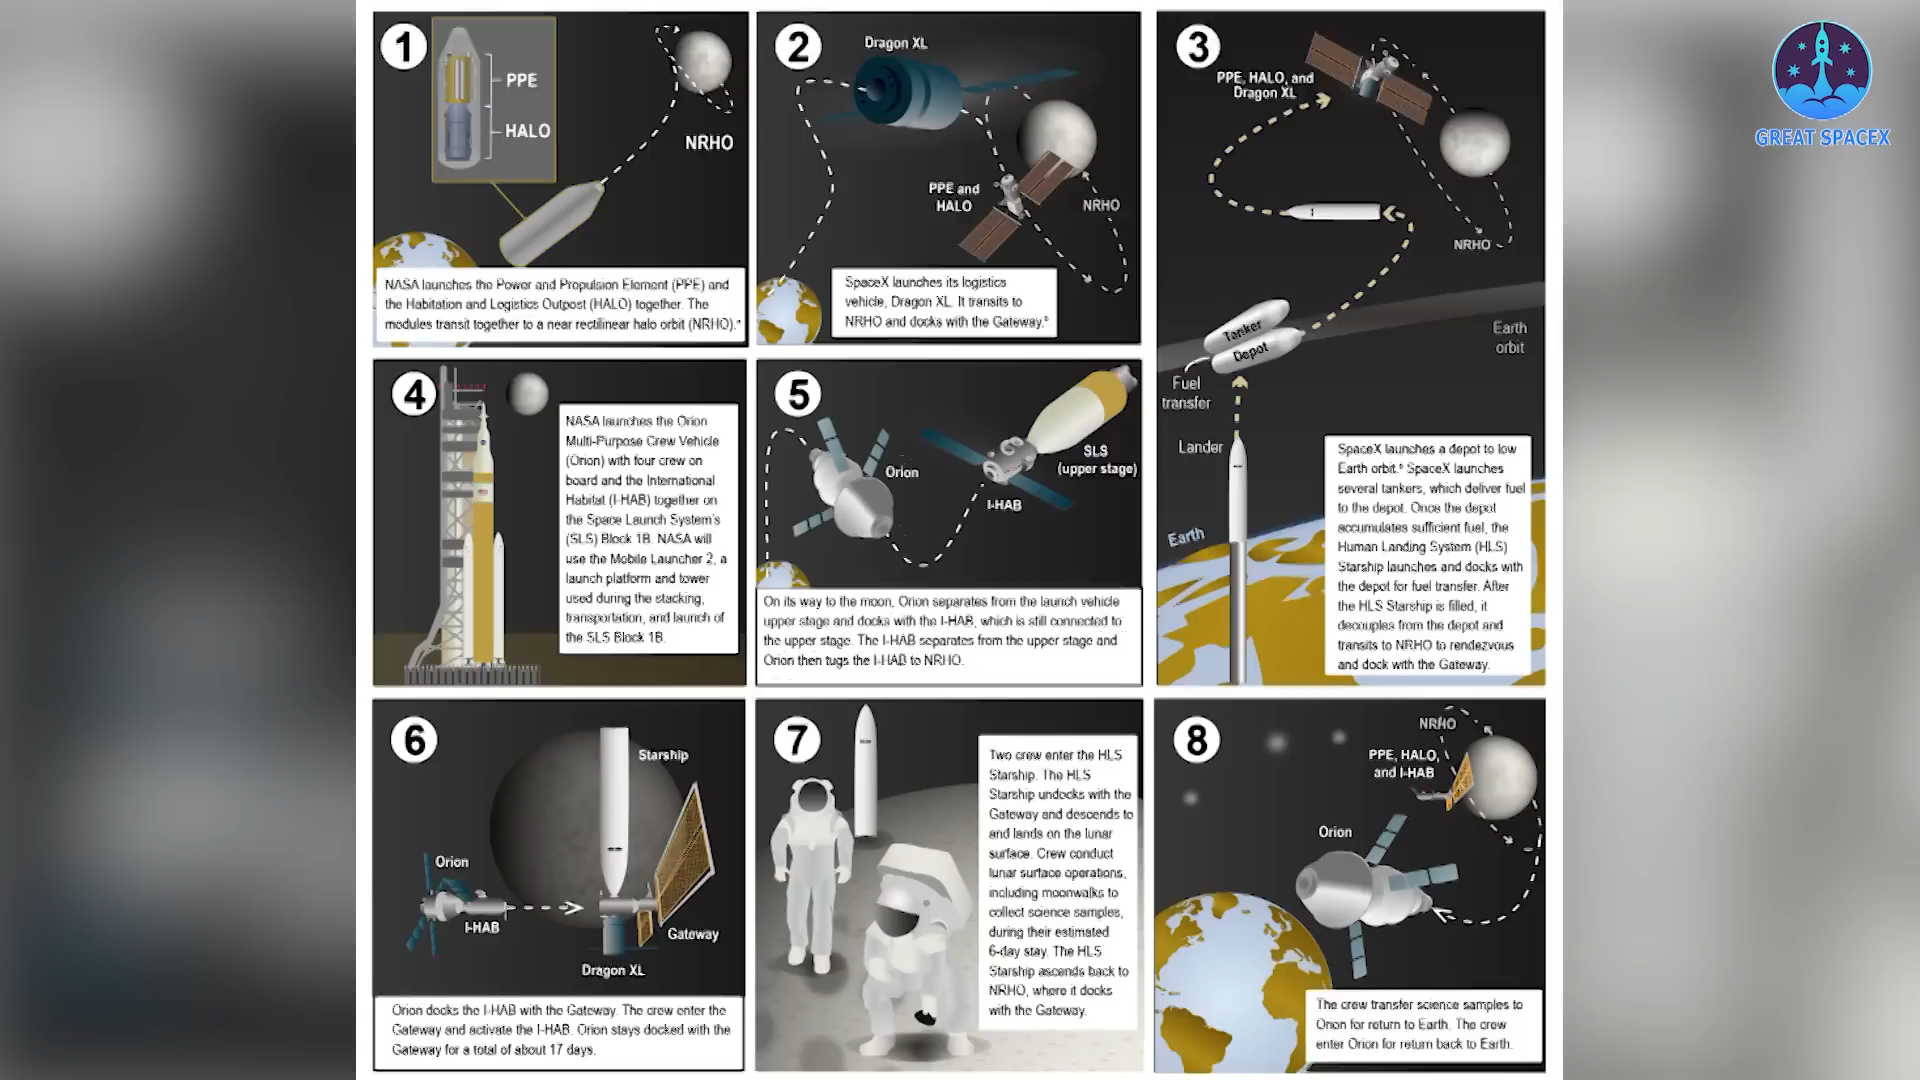 1
PPE
HALO
NRHO
NASA launches the Power and Propulsion Element (PPE) and
the Habitation and Logistics Outpost (HALO) together. The
modules transit together to a near rectilinear halo orbit (NRHO).ᵃ
2
Dragon XL
PPE and
HALO
NRHO
SpaceX launches its logistics
vehicle, Dragon XL. It transits to
NRHO and docks with the Gateway.ᵇ
3
PPE, HALO, and
Dragon XL
NRHO
Earth
orbit
Tanker
Depot
Fuel
transfer
Lander
Earth
SpaceX launches a depot to low
Earth orbit. SpaceX launches
several tankers, which deliver fuel
to the depot. Once the depot
accumulates sufficient fuel, the
Human Landing System (HLS)
Starship launches and docks with
the depot for fuel transfer. After
the HLS Starship is filled, it
decouples from the depot and
transits to NRHO to rendezvous
and dock with the Gateway.
4
NASA launches the Orion
Multi-Purpose Crew Vehicle
(Orion) with four crew on
board and the International
Habitat (I-HAB) together on
the Space Launch System's
(SLS) Block 1B. NASA will
use the Mobile Launcher 2, a
launch platform and tower
used during the stacking,
transportation, and launch of
the SLS Block 1B.
5
Orion
I-HAB
SLS
(upper stage)
On its way to the moon, Orion separates from the launch vehicle
upper stage and docks with the I-HAB, which is still connected to
the upper stage. The I-HAB separates from the upper stage and
Orion then tugs the I-HAB to NRHO.
6
Starship
Orion
I-HAB
Gateway
Dragon XL
Orion docks the I-HAB with the Gateway. The crew enter the
Gateway and activate the I-HAB. Orion stays docked with the
Gateway for a total of about 17 days.
7
Two crew enter the HLS
Starship. The HLS
Starship undocks with the
Gateway and descends to
and lands on the lunar
surface. Crew conduct
lunar surface operations,
including moonwalks to
collect science samples,
during their estimated
6-day stay. The HLS
Starship ascends back to
NRHO, where it docks
with the Gateway.
8
NRHO
PPE, HALO,
and I-HAB
Orion
The crew transfer science samples to
Orion for return to Earth. The crew
enter Orion for return back to Earth.
GREAT SPACEX